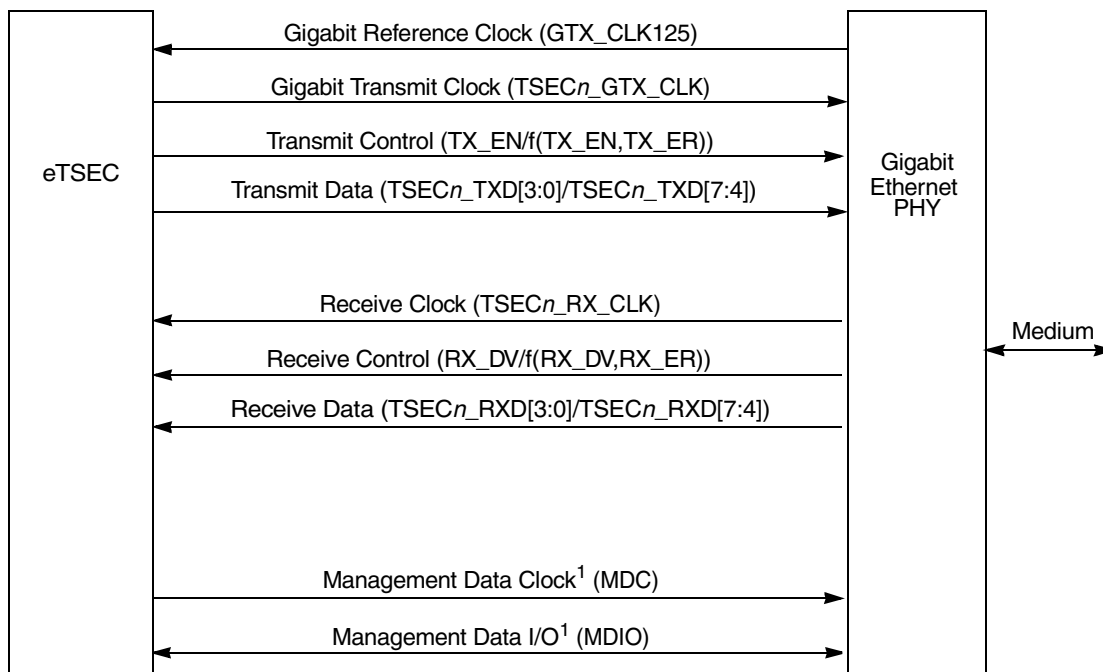 Gigabit Reference Clock (GTX_CLK125)
Gigabit Transmit Clock (TSECn_GTX_CLK)
Transmit Control (TX_EN/f(TX_EN,TX_ER))
eTSEC
Transmit Data (TSECn_TXD[3:0]/TSECn_TXD[7:4])
Gigabit
Ethernet
PHY
Receive Clock (TSECn_RX_CLK)
Medium
Receive Control (RX_DV/f(RX_DV,RX_ER))
Receive Data (TSECn_RXD[3:0]/TSECn_RXD[7:4])
Management Data Clock¹ (MDC)
Management Data I/O¹ (MDIO)